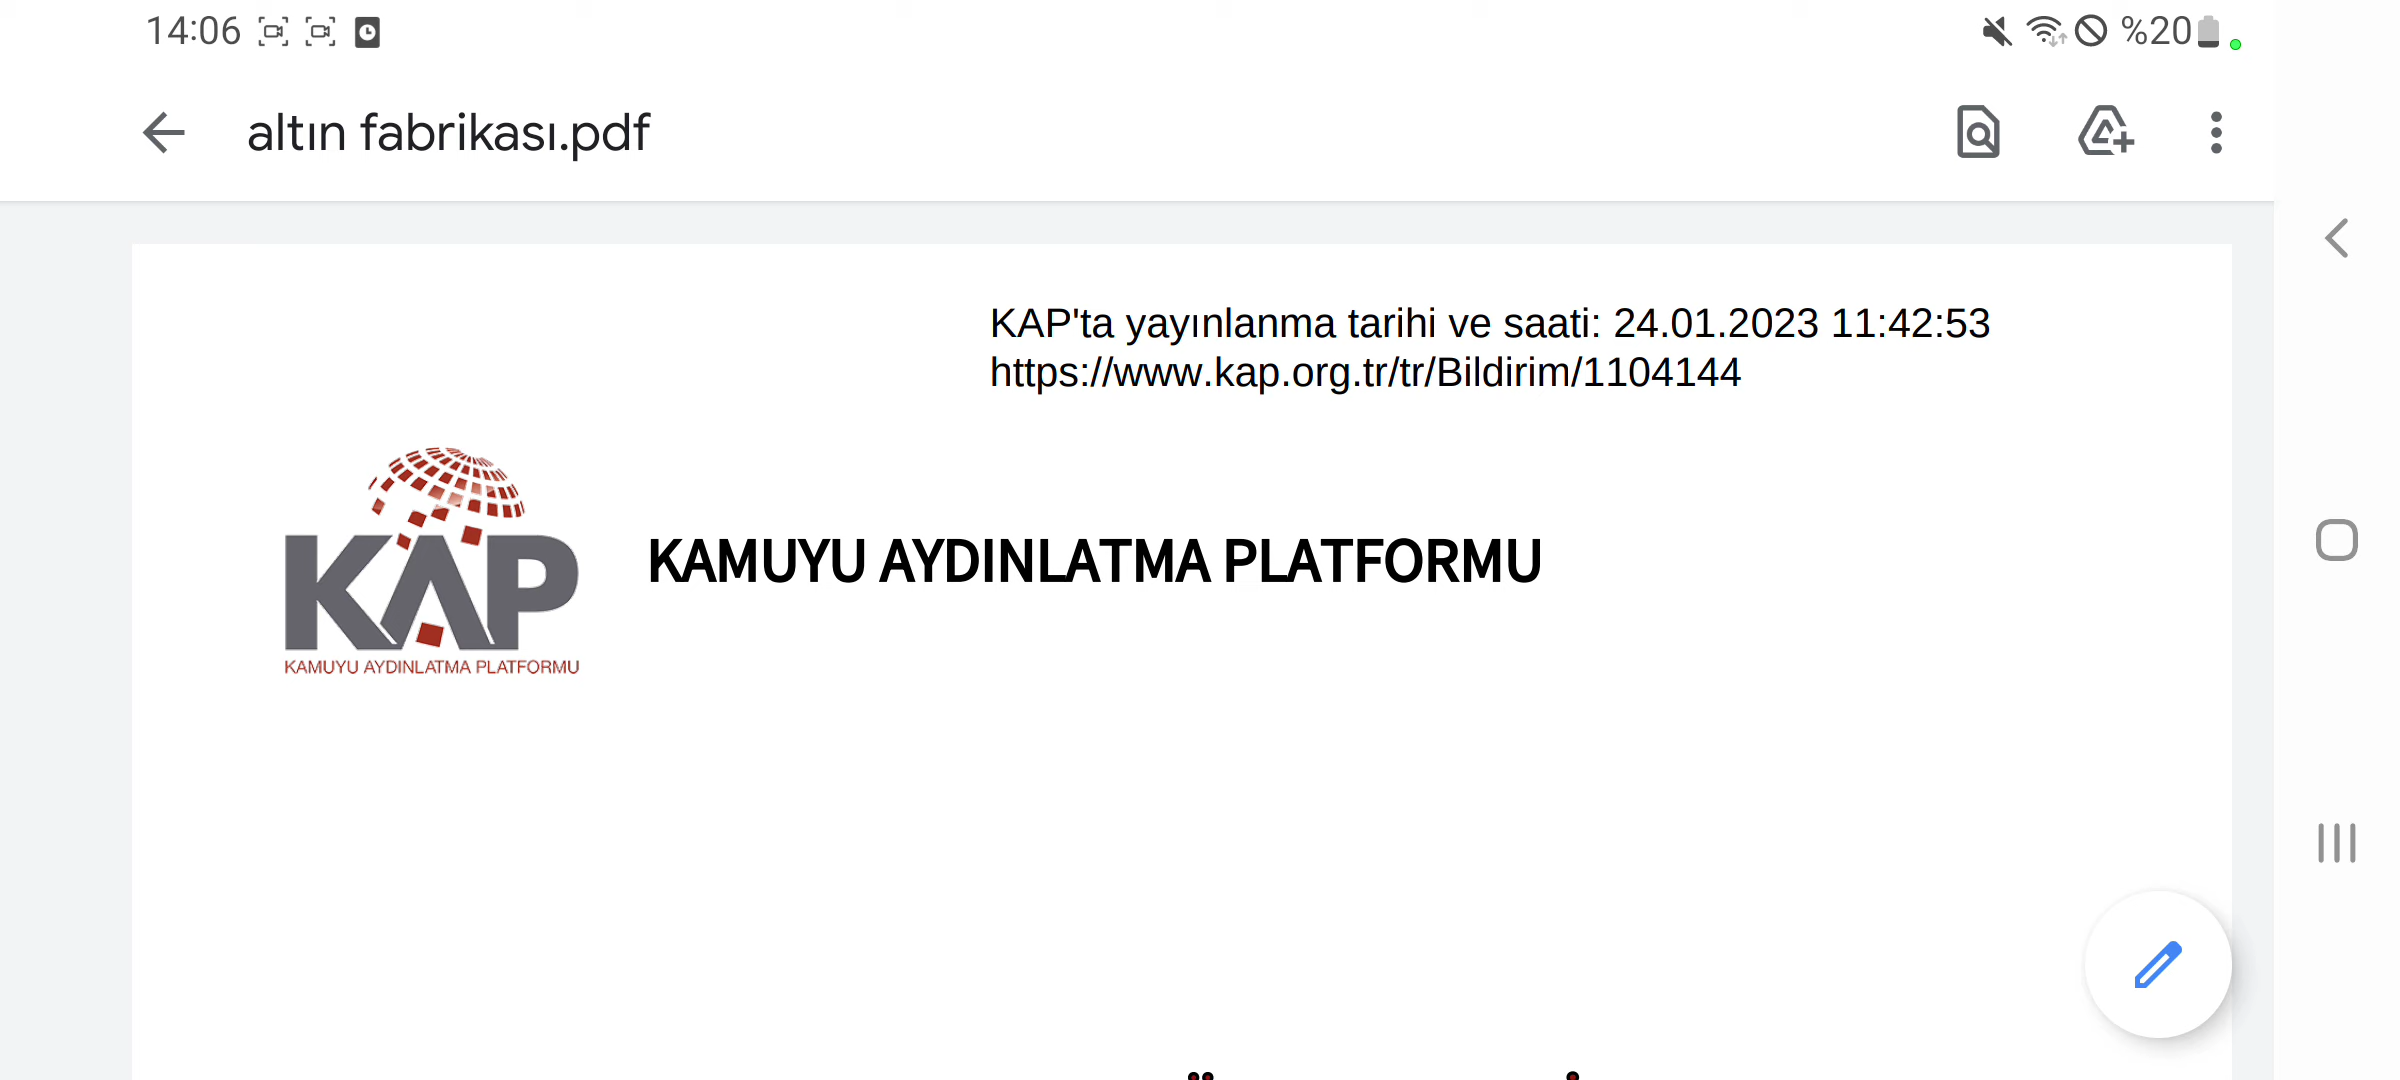 14:06
%20
altın fabrikası.pdf
KAP'ta yayınlanma tarihi ve saati: 24.01.2023 11:42:53
https://www.kap.org.tr/tr/Bildirim/1104144
KAP
KAMUYU AYDINLATMA PLATFORMU
KAMUYU AYDINLATMA PLATFORMU